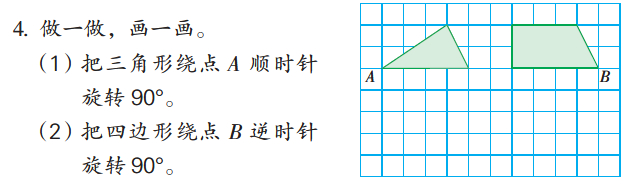 4. 做一做，画一画。
（1）把三角形绕点 A 顺时针
旋转 90°。
（2）把四边形绕点 B 逆时针
旋转 90°。
A
B